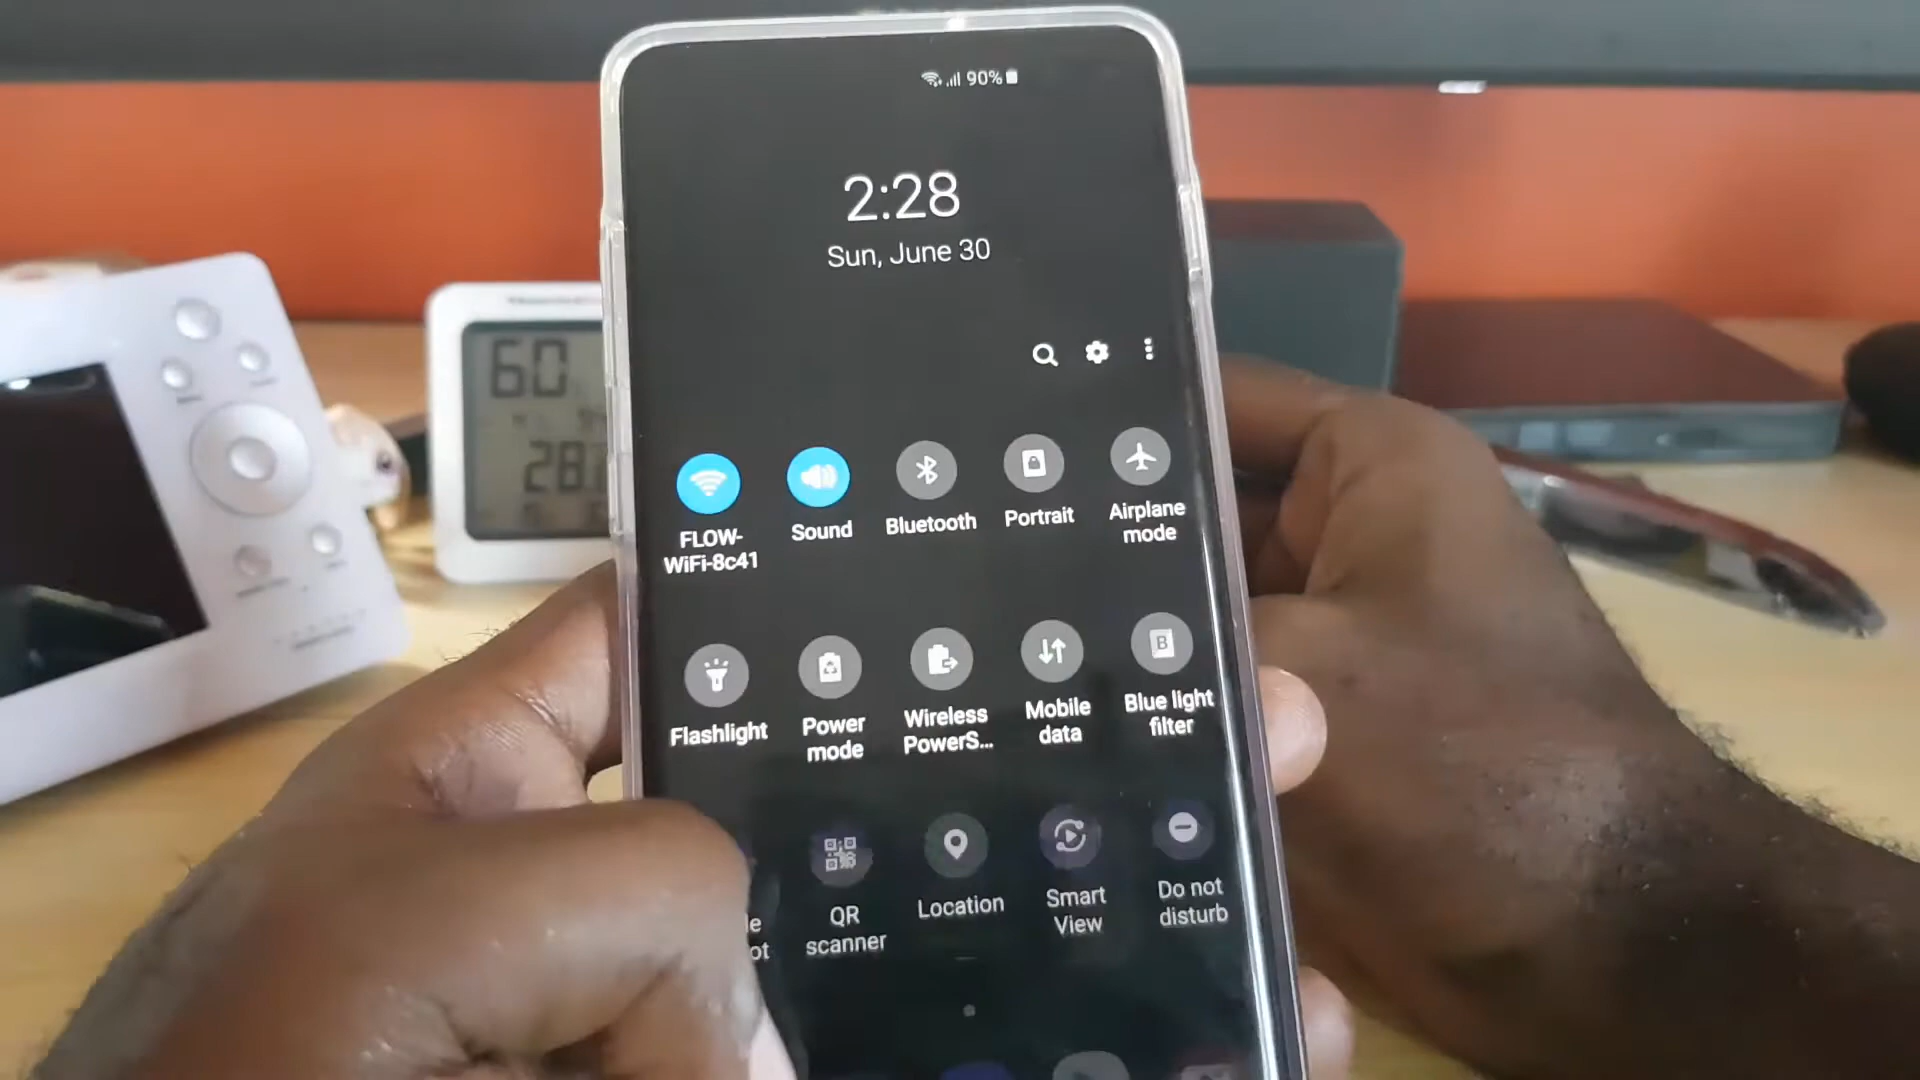 90%
2:28
Sun, June 30
FLOW-
WiFi-8c41
Sound
Bluetooth
Portrait
Airplane
mode
Flashlight
Power
mode
Wireless
PowerS...
Mobile
data
Blue light
filter
QR
scanner
Location
Smart
View
Do not
disturb
60